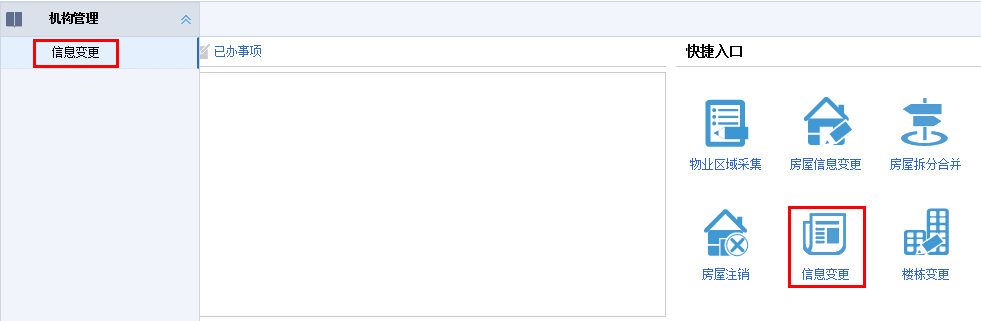 机构管理
信息变更
已办事项
快捷入口
物业区域采集
房屋信息变更
房屋拆分合并
房屋注销
信息变更
楼栋变更